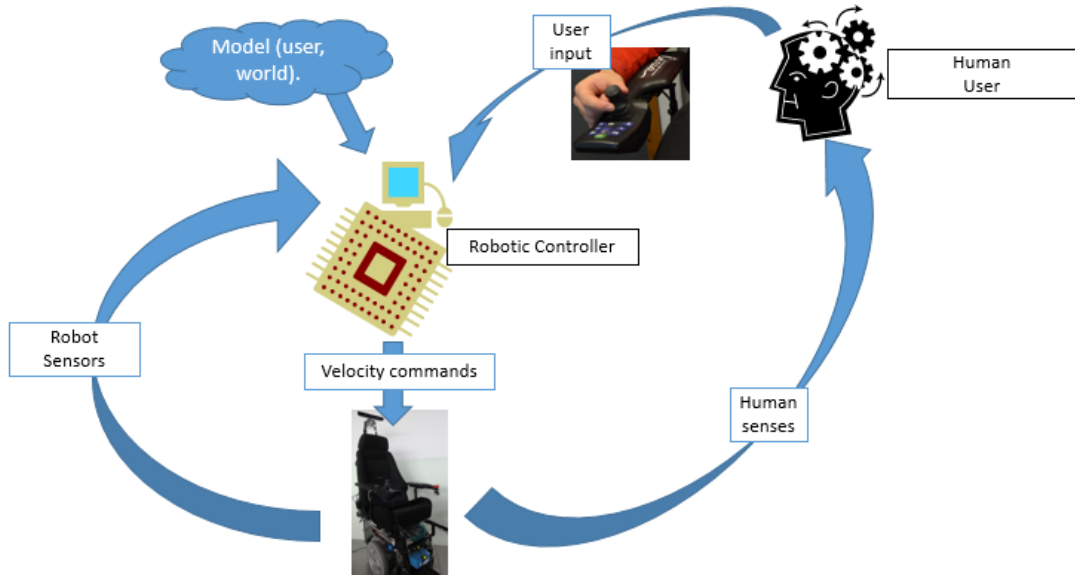 Model (user,
world).
User
input
Human
User
Robotic Controller
Robot
Sensors
Velocity commands
Human
senses